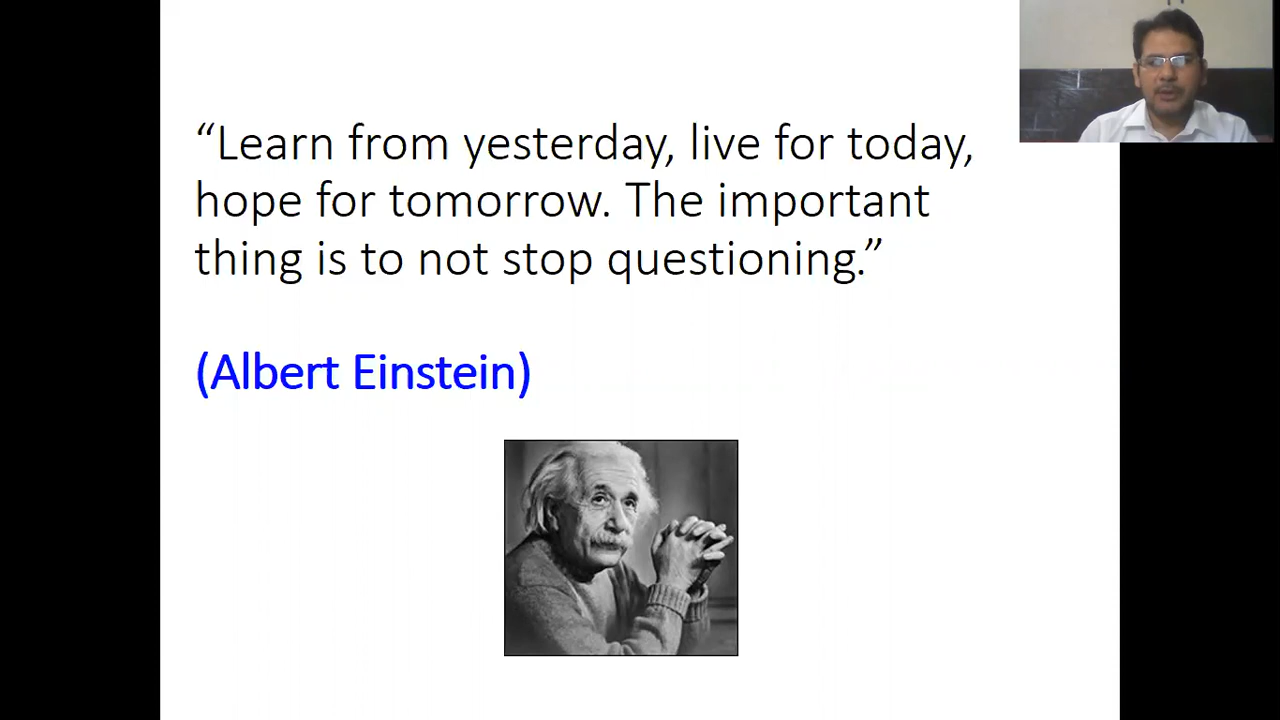 “Learn from yesterday, live for today,
hope for tomorrow. The important
thing is to not stop questioning.”
(Albert Einstein)